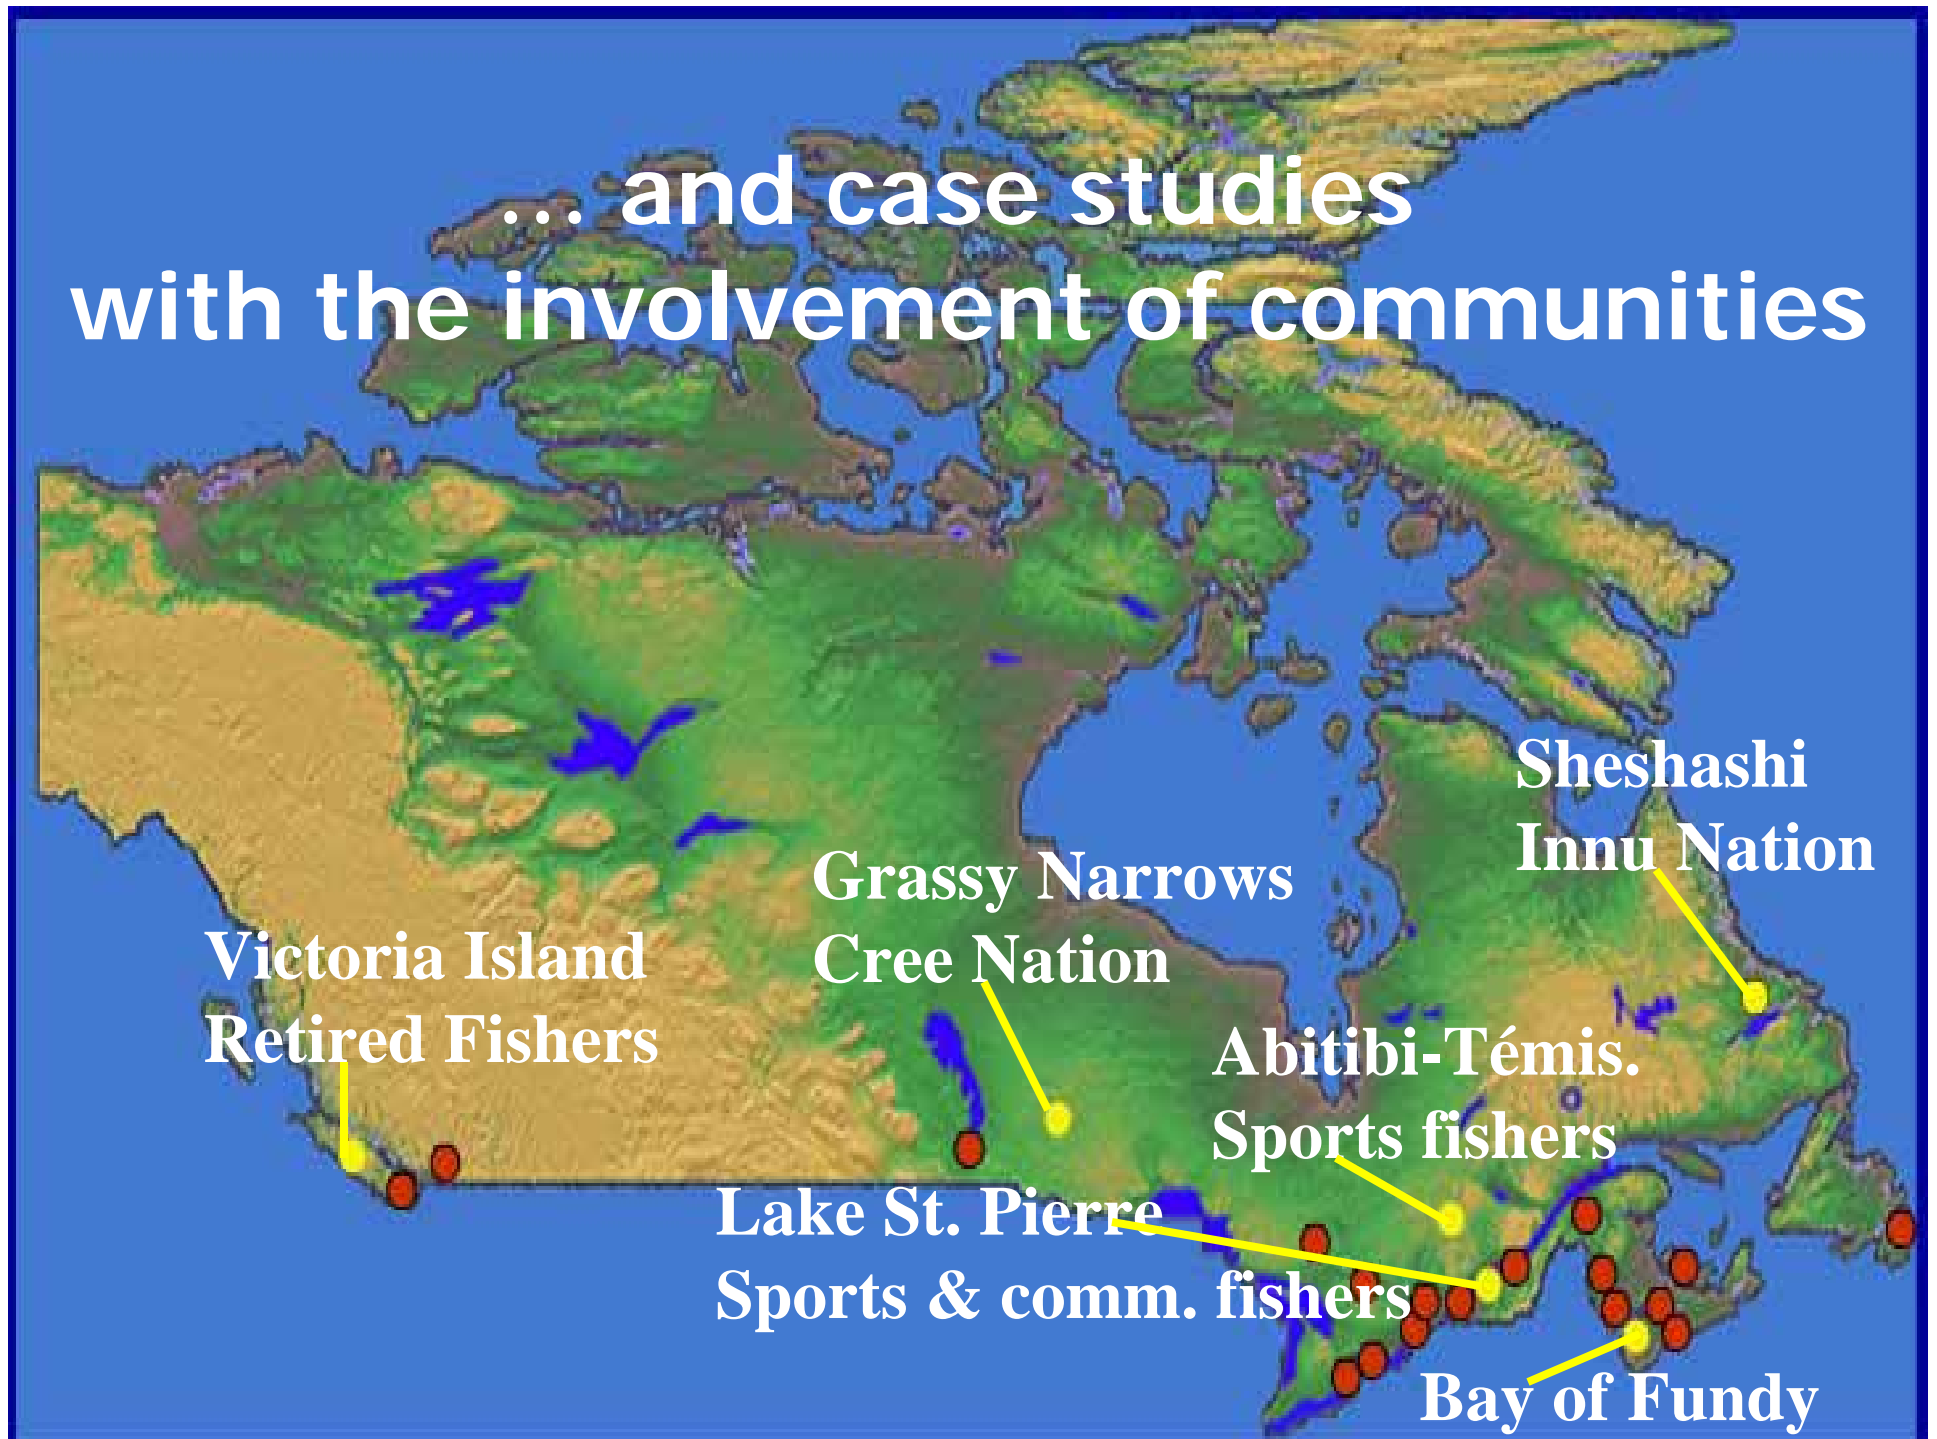 … and case studies
with the involvement of communities
Sheshashi
Innu Nation
Grassy Narrows
Cree Nation
Victoria Island
Retired Fishers
Abitibi-Témis.
Sports fishers
Lake St. Pierre
Sports & comm. fishers
Bay of Fundy